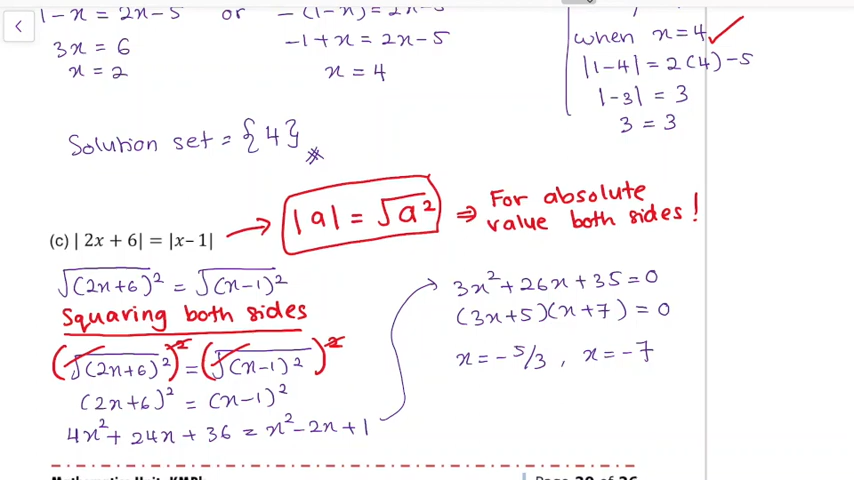 1-x = 2x-5 or -(1-x) = 2x-5
3x = 6
x = 2
-1+x = 2x-5
x = 4
when x=4 ✓
|1-4| = 2(4)-5
|-3| = 3
3 = 3
Solution set = {4} *
|a| = √a² ⇒ For absolute
value both sides!
(c) | 2x + 6| = |x− 1|
√(2x+6)² = √(x-1)²
Squaring both sides
(√(2x+6)²)² = (√(x-1)²)²
(2x+6)² = (x-1)²
4x² + 24x + 36 = x² - 2x + 1
3x² + 26x + 35 = 0
(3x+5)(x+7) = 0
x = -5/3 , x = -7